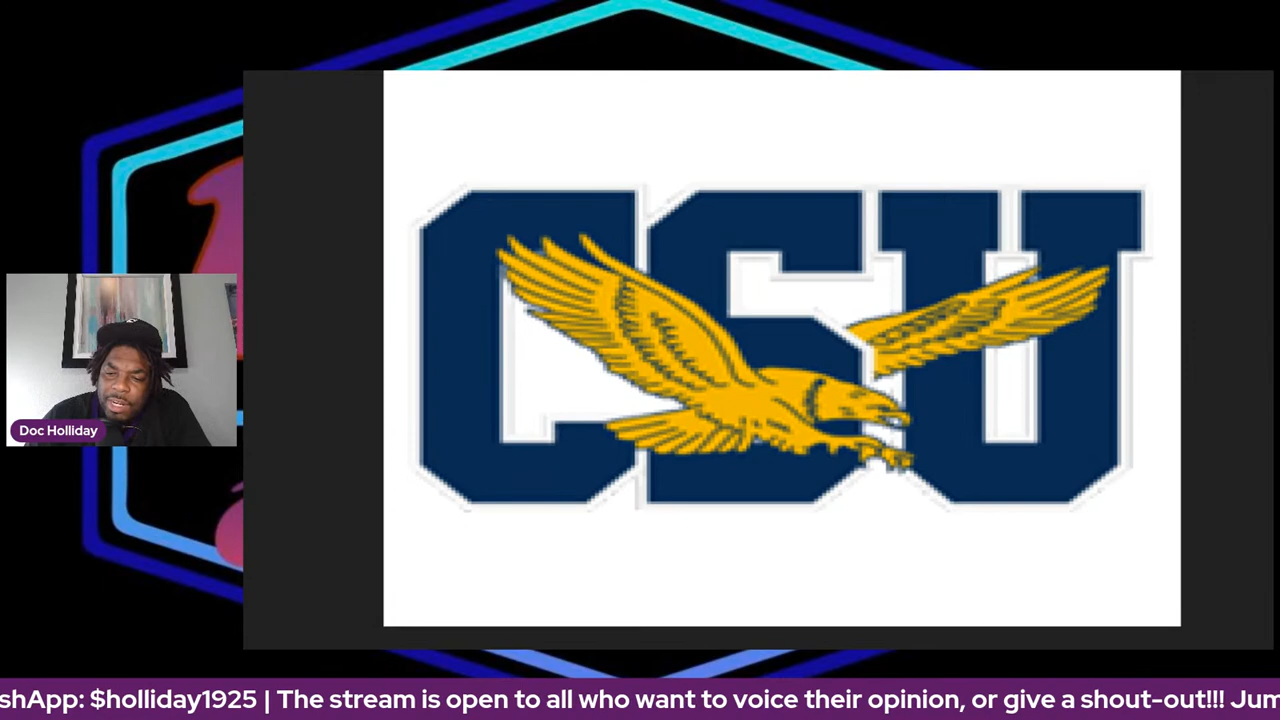 CSU
Doc Holliday
shApp: $holliday1925 | The stream is open to all who want to voice their opinion, or give a shout-out!!! Jum